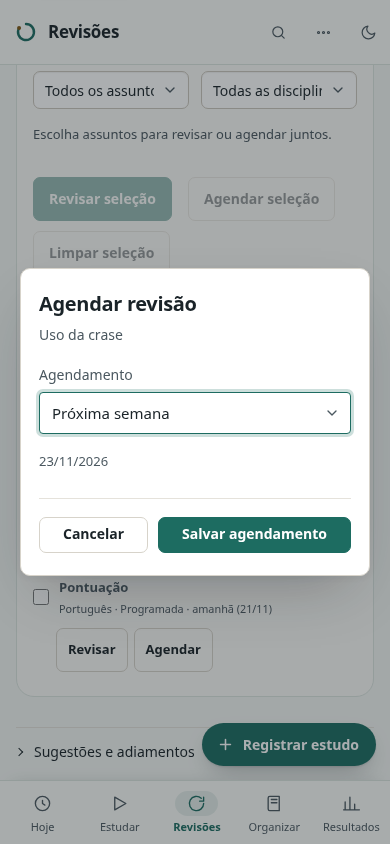 Revisões
Todos os assunto
Todas as disciplin
Escolha assuntos para revisar ou agendar juntos.
Revisar seleção
Agendar seleção
Limpar seleção
Agendar revisão
Uso da crase
Agendamento
Próxima semana
23/11/2026
Cancelar
Salvar agendamento
Pontuação
Português · Programada · amanhã (21/11)
Revisar
Agendar
Sugestões e adiamentos
Registrar estudo
Hoje
Estudar
Revisões
Organizar
Resultados